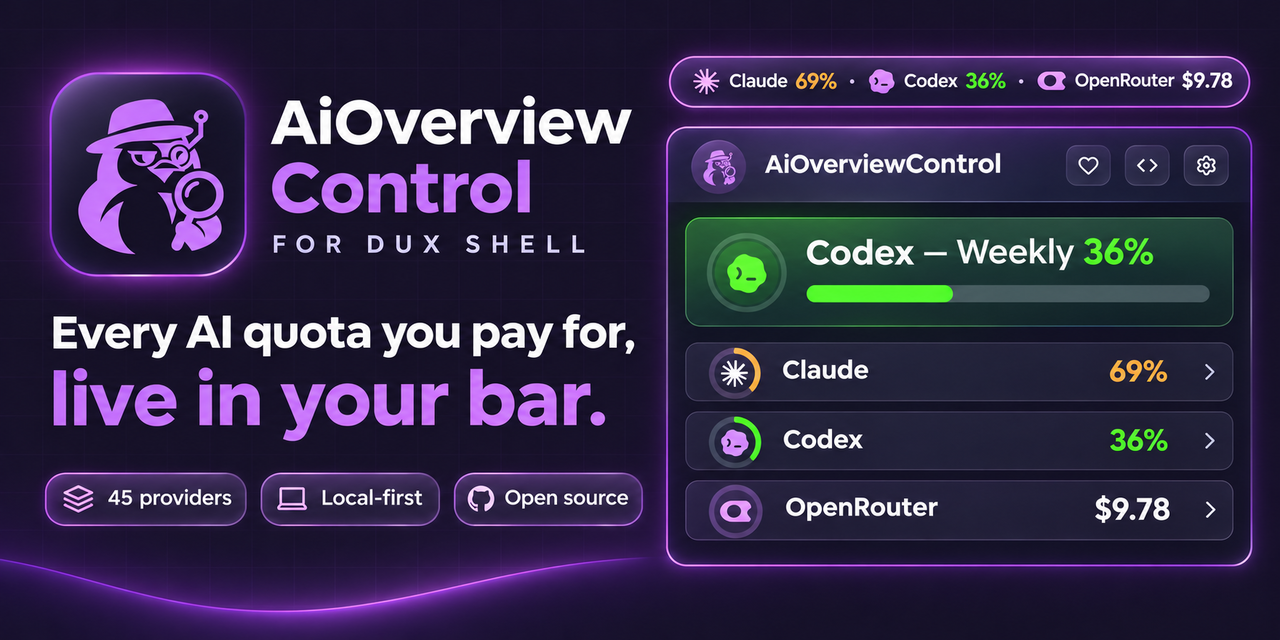 AiOverview
Control
FOR DUX SHELL
Every AI quota you pay for,
live in your bar.
45 providers
Local-first
Open source
Claude 69% • Codex 36% • OpenRouter $9.78
AiOverviewControl
Codex — Weekly 36%
Claude 69%
Codex 36%
OpenRouter $9.78